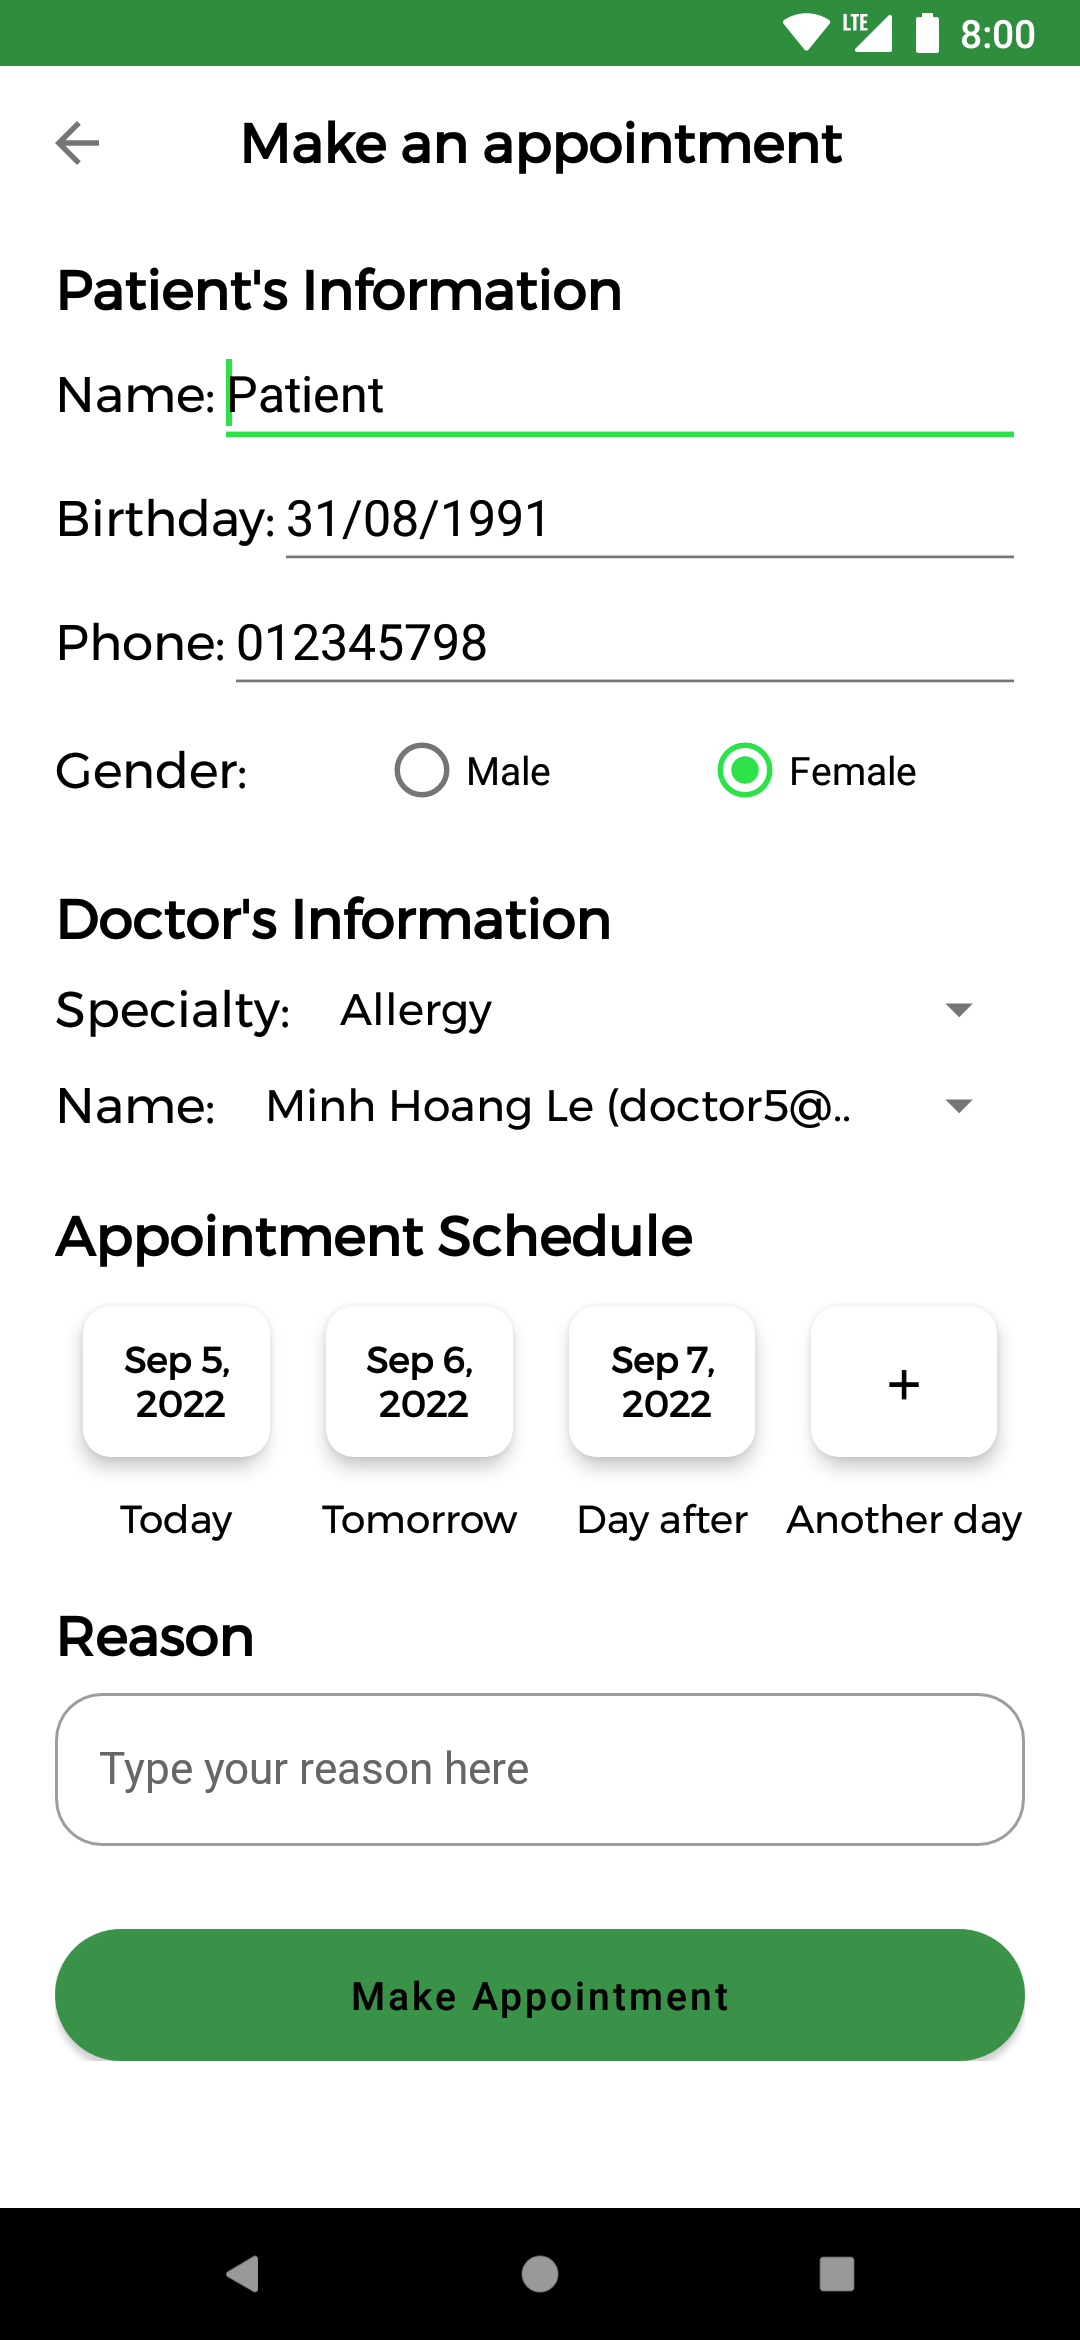 LTE 8:00
Make an appointment
Patient's Information
Name: Patient
Birthday: 31/08/1991
Phone: 012345798
Gender: Male Female
Doctor's Information
Specialty: Allergy
Name: Minh Hoang Le (doctor5@..
Appointment Schedule
Sep 5, 2022
Sep 6, 2022
Sep 7, 2022
+
Today Tomorrow Day after Another day
Reason
Type your reason here
Make Appointment